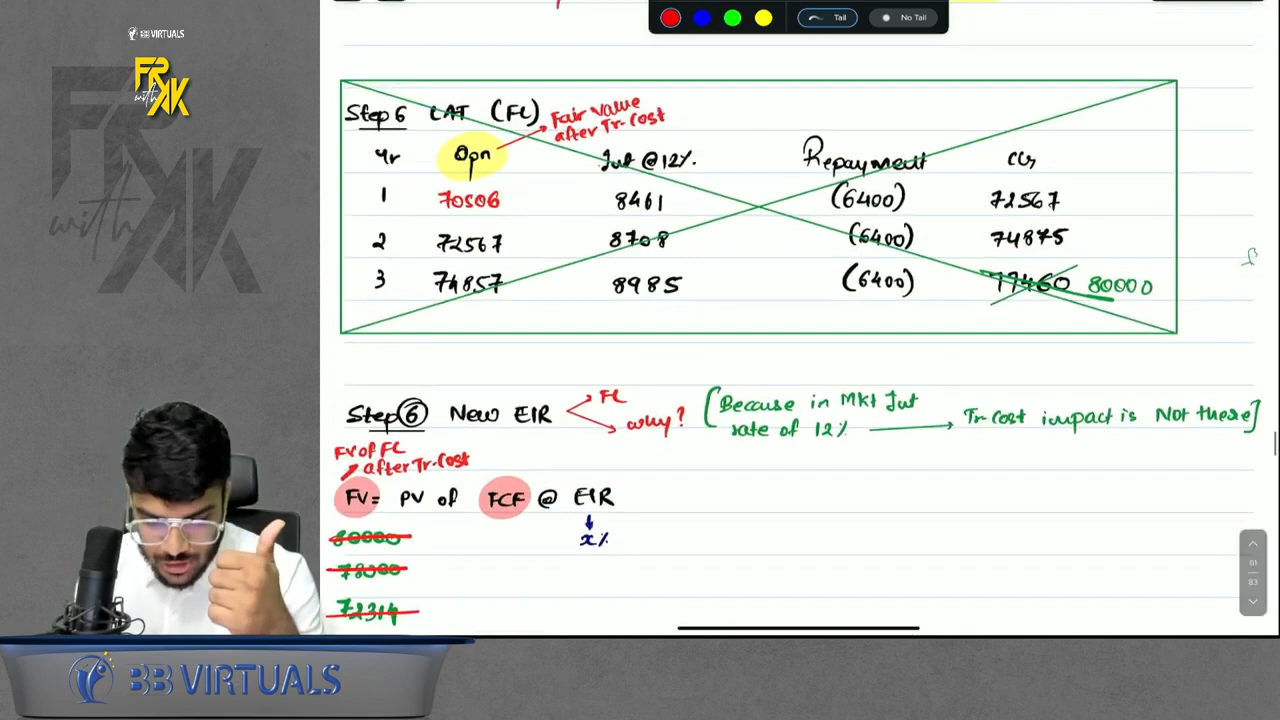 Tail
No Tail
BB VIRTUALS
FR
with
AK
Step 6 LAT (FL)
Fair value
after Tr. Cost
Yr Opn Int @12%. Repayment Clg
1 70506 8461 (6400) 72567
2 72567 8708 (6400) 74875
3 74857 8985 (6400) 77460 80000
Step 6 New EIR
FL
why?
[Because in Mkt Int
rate of 12% → Tr cost impact is Not there]
FV of FL
after Tr. Cost
FV = PV of FCF @ EIR
80000 x%
78000
72314
61
83
BB VIRTUALS